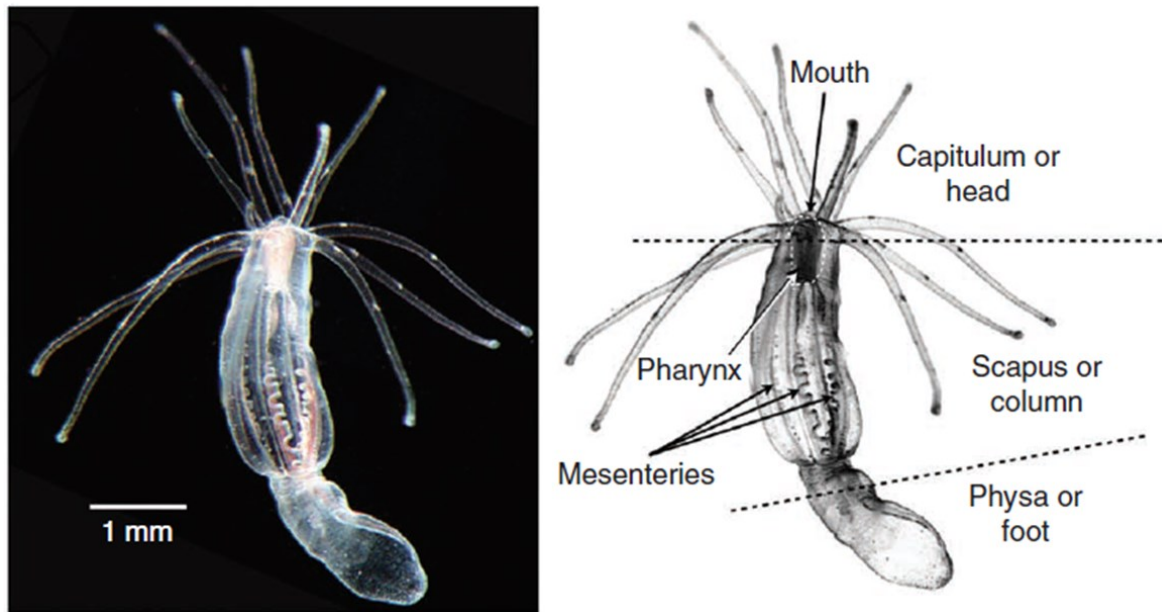 Mouth
Capitulum or
head
Pharynx
Scapus or
column
Mesenteries
Physa or
foot
1 mm